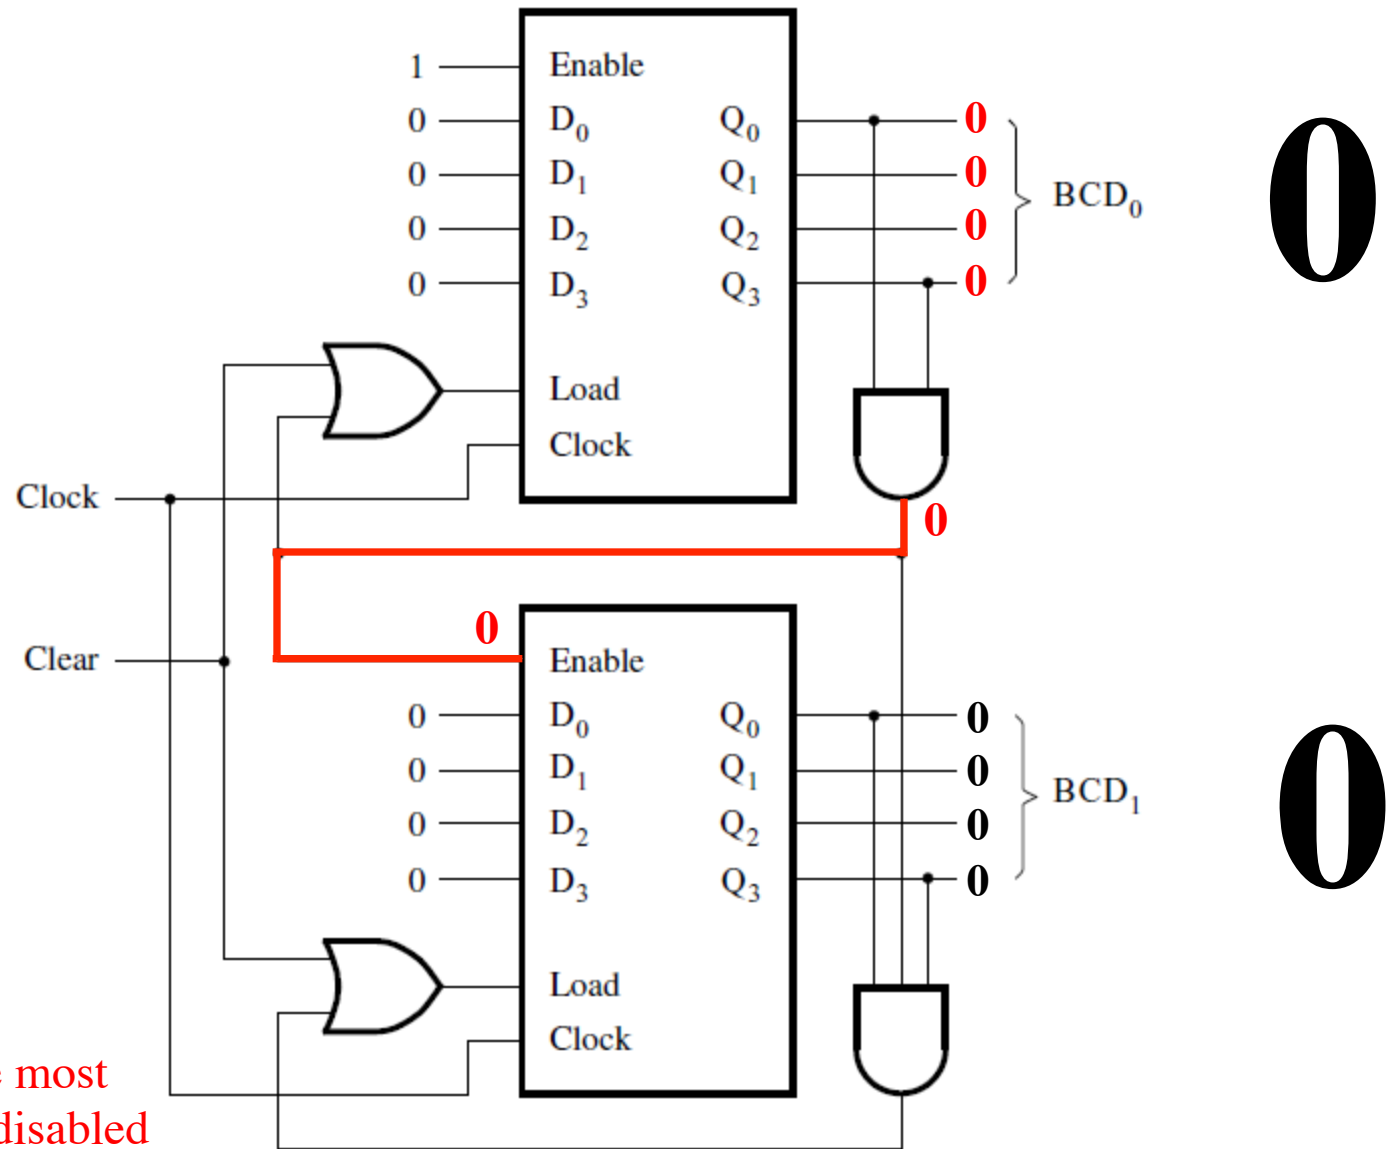 1 Enable
0 D0 Q0 0
0 D1 Q1 0
0 D2 Q2 0
0 D3 Q3 0
BCD0
0
Load
Clock
Clock
0
0
Clear
Enable
0 D0 Q0 0
0 D1 Q1 0
0 D2 Q2 0
0 D3 Q3 0
BCD1
0
Load
Clock
most
disabled